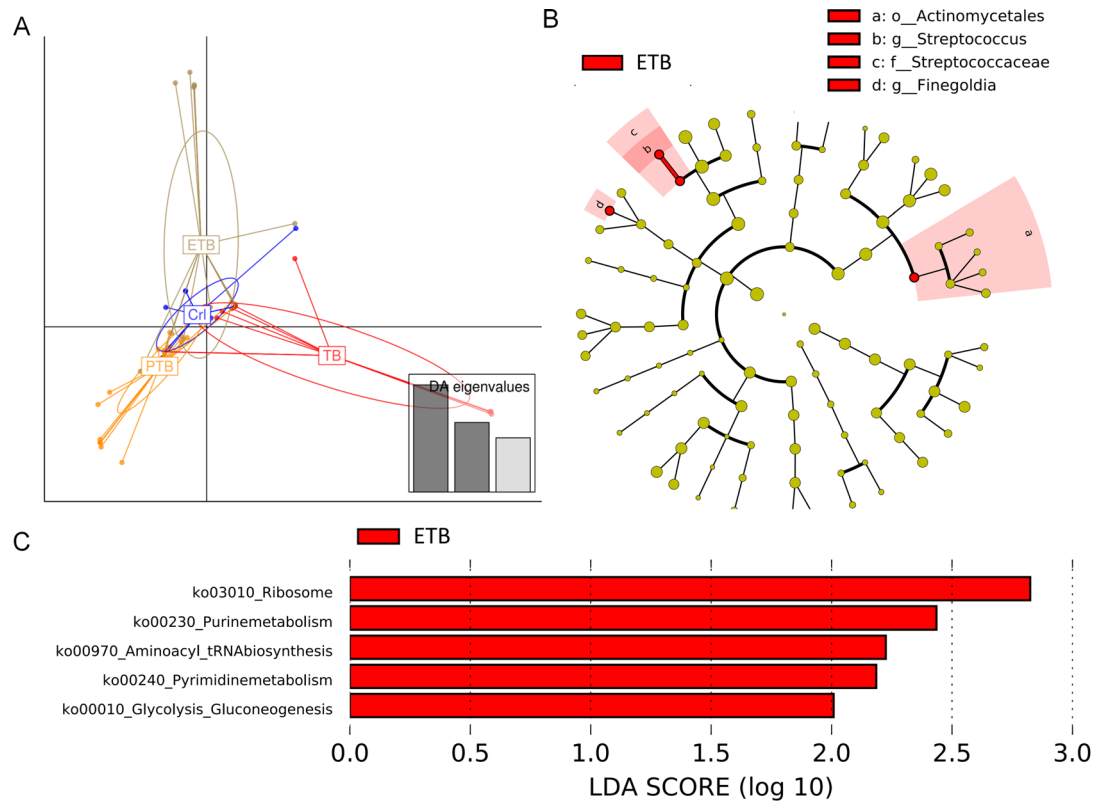 A
ETB
Crl
PTB
TB
DA eigenvalues
B
ETB
a: o__Actinomycetales
b: g__Streptococcus
c: f__Streptococcaceae
d: g__Finegoldia
c
b
d
a
C
ETB
ko03010_Ribosome
ko00230_Purinemetabolism
ko00970_Aminoacyl_tRNAbiosynthesis
ko00240_Pyrimidinemetabolism
ko00010_Glycolysis_Gluconeogenesis
0.0 0.5 1.0 1.5 2.0 2.5 3.0
LDA SCORE (log 10)